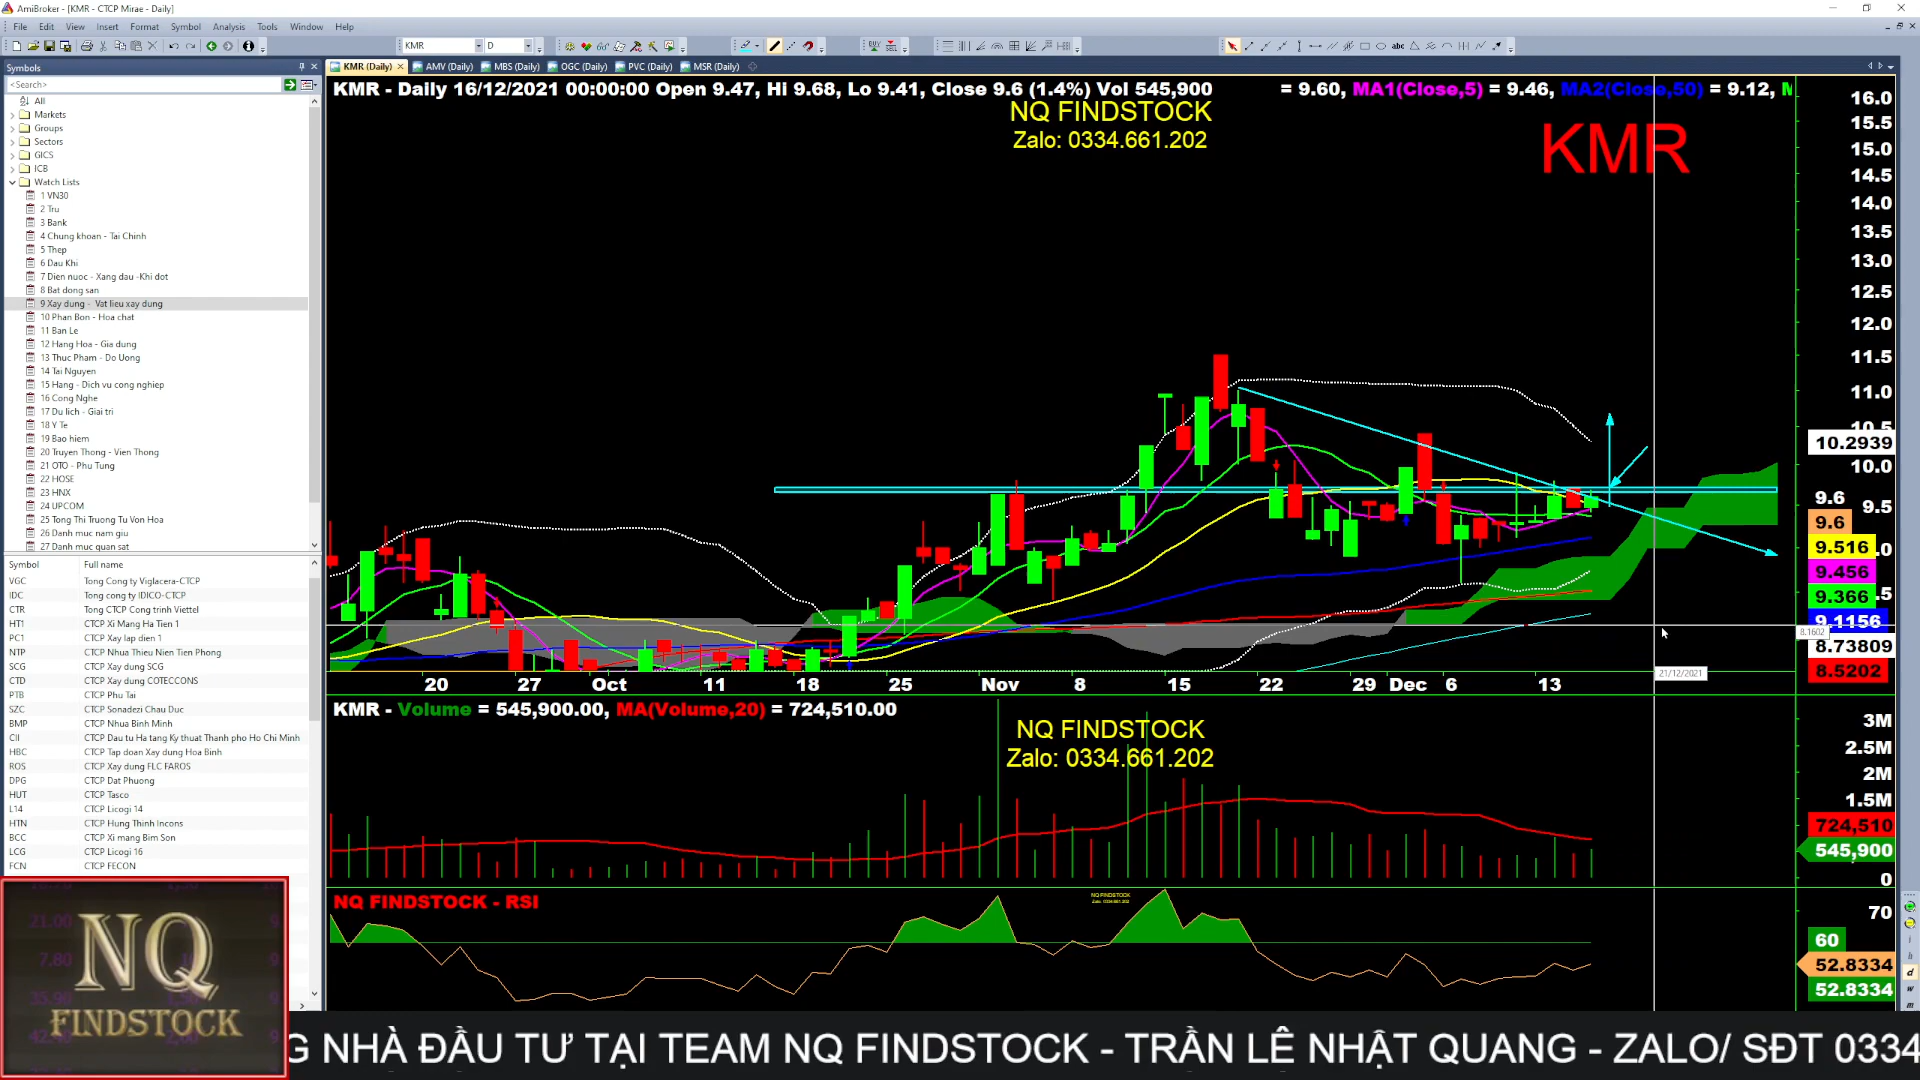 AmiBroker - [KMR - CTCP Mirae - Daily]
File Edit View Insert Format Symbol Analysis Tools Window Help
KMR D
Symbols
KMR (Daily) AMV (Daily) MBS (Daily) OGC (Daily) PVC (Daily) MSR (Daily)
<Search>
All
Markets
Groups
Sectors
GICS
ICB
Watch Lists
1 VN30
2 Tru
3 Bank
4 Chung khoan - Tai Chinh
5 Thep
6 Dau Khi
7 Dien nuoc - Xang dau -Khi dot
8 Bat dong san
9 Xay dung - Vat lieu xay dung
10 Phan Bon - Hoa chat
11 Ban Le
12 Hang Hoa - Gia dung
13 Thuc Pham - Do Uong
14 Tai Nguyen
15 Hang - Dich vu cong nghiep
16 Cong Nghe
17 Du lich - Giai tri
18 Y Te
19 Bao hiem
20 Truyen Thong - Vien Thong
21 OTO - Phu Tung
22 HOSE
23 HNX
24 UPCOM
25 Tong Thi Truong Tu Von Hoa
26 Danh muc nam giu
27 Danh muc quan sat
Symbol Full name
VGC Tong Cong ty Viglacera-CTCP
IDC Tong cong ty IDICO-CTCP
CTR Tong CTCP Cong trinh Viettel
HT1 CTCP Xi Mang Ha Tien 1
PC1 CTCP Xay lap dien 1
NTP CTCP Nhua Thieu Nien Tien Phong
SCG CTCP Xay dung SCG
CTD CTCP Xay dung COTECCONS
PTB CTCP Phu Tai
SZC CTCP Sonadezi Chau Duc
BMP CTCP Nhua Binh Minh
CII CTCP Dau tu Ha tang Ky thuat Thanh pho Ho Chi Minh
HBC CTCP Tap doan Xay dung Hoa Binh
ROS CTCP Xay dung FLC FAROS
DPG CTCP Dat Phuong
HUT CTCP Tasco
L14 CTCP Licogi 14
HTN CTCP Hung Thinh Incons
BCC CTCP Xi mang Bim Son
LCG CTCP Licogi 16
FCN CTCP FECON
KMR - Daily 16/12/2021 00:00:00 Open 9.47, Hi 9.68, Lo 9.41, Close 9.6 (1.4%) Vol 545,900 = 9.60, MA1(Close,5) = 9.46, MA2(Close,50) = 9.12,
NQ FINDSTOCK
Zalo: 0334.661.202
KMR
16.0
15.5
15.0
14.5
14.0
13.5
13.0
12.5
12.0
11.5
11.0
10.2939
10.0
9.6
9.5
9.6
9.516
9.456
9.366
9.1156
8.1602
8.73809
8.5202
21/12/2021
20 27 Oct 11 18 25 Nov 8 15 22 29 Dec 6 13
KMR - Volume = 545,900.00, MA(Volume,20) = 724,510.00
NQ FINDSTOCK
Zalo: 0334.661.202
3M
2.5M
2M
1.5M
724,510
545,900
0
NQ FINDSTOCK - RSI
NQ FINDSTOCK
Zalo: 0334.661.202
70
60
52.8334
52.8334
NQ
FINDSTOCK
G NHÀ ĐẦU TƯ TẠI TEAM NQ FINDSTOCK - TRẦN LÊ NHẬT QUANG - ZALO/ SĐT 0334